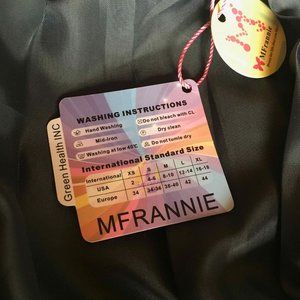 MFrannie
WASHING INSTRUCTIONS
Hand Washing
Do not bleach with CL
Mid-Iron
Dry clean
Washing at low 40℃
Do not tumle dry
International Standard Size
International XS S M L XL
USA 2 4-6 8-10 12-14 16-18
Europe 34 34-36 38-40 42 44
MFRANNIE
Green Health INC